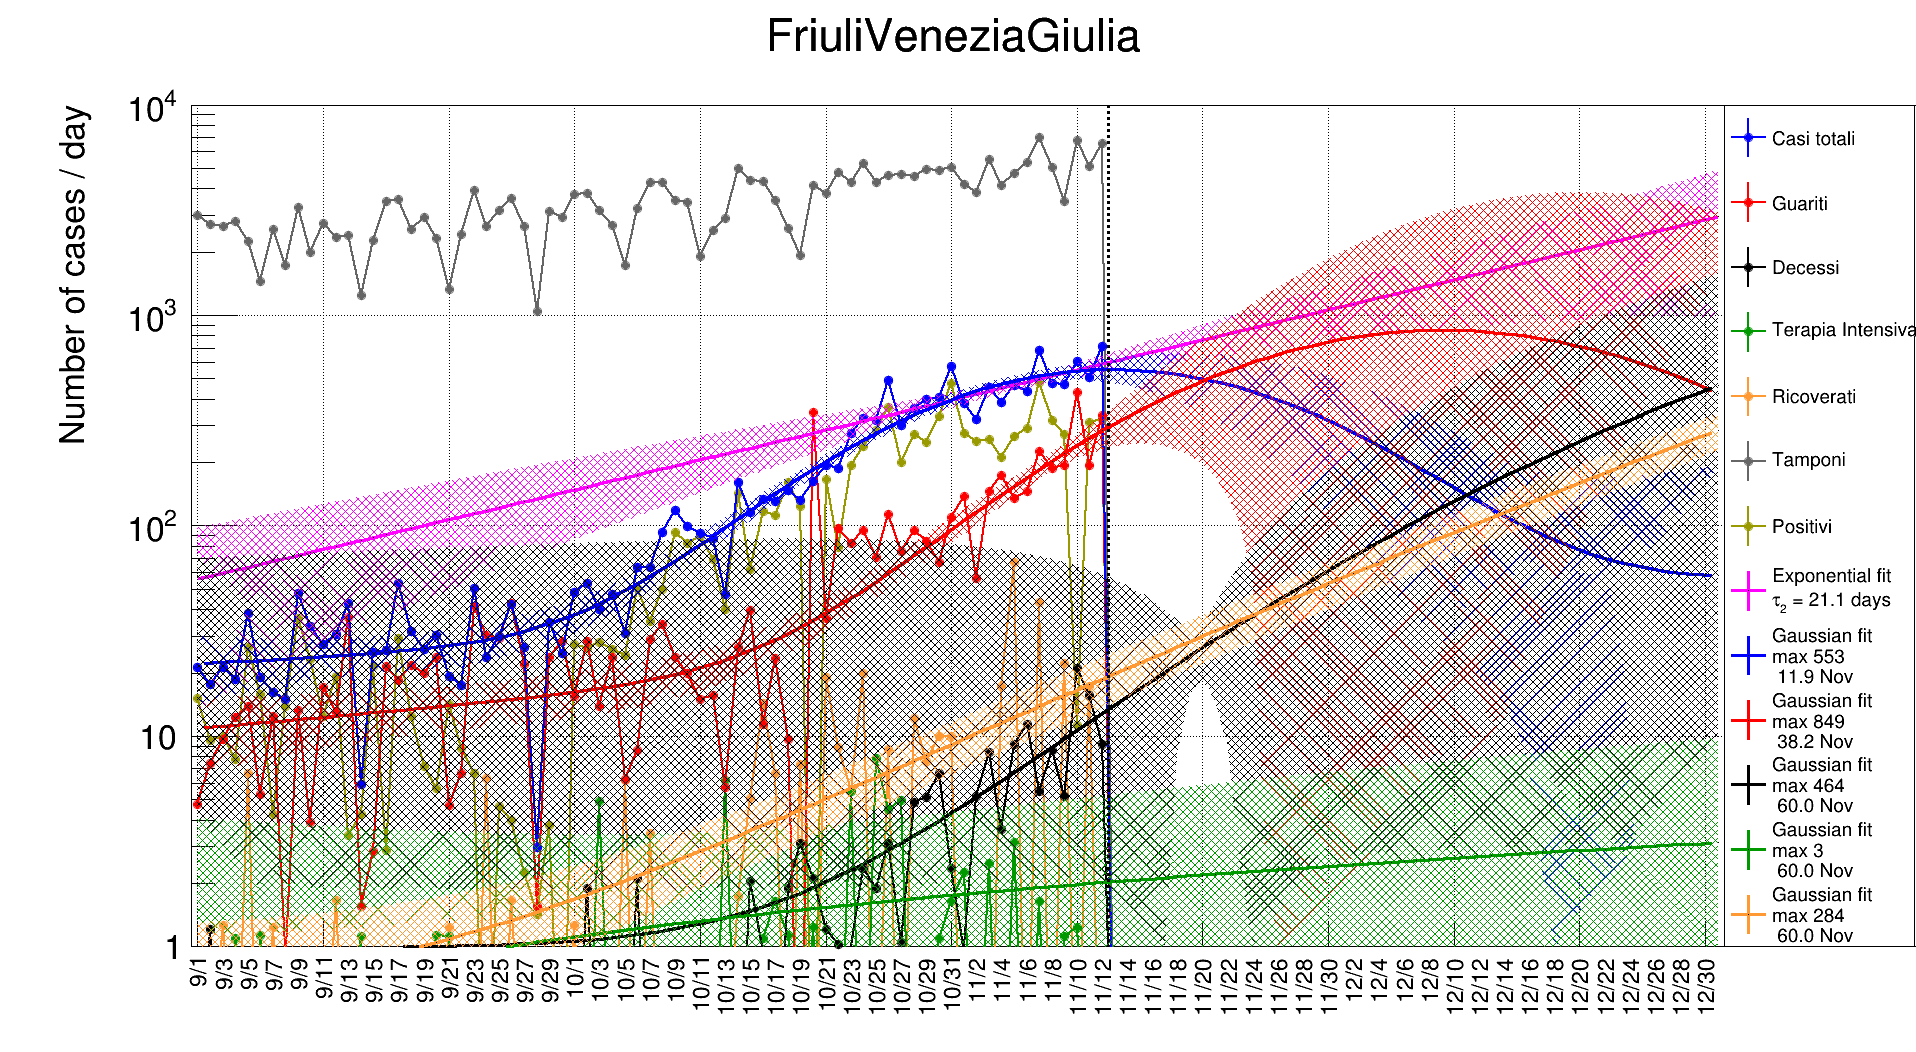 FriuliVeneziaGiulia
Number of cases / day
10^4
10^3
10^2
10
1
9/1 9/3 9/5 9/7 9/9 9/11 9/13 9/15 9/17 9/19 9/21 9/23 9/25 9/27 9/29 10/1 10/3 10/5 10/7 10/9 10/11 10/13 10/15 10/17 10/19 10/21 10/23 10/25 10/27 10/29 10/31 11/2 11/4 11/6 11/8 11/10 11/12 11/14 11/16 11/18 11/20 11/22 11/24 11/26 11/28 11/30 12/2 12/4 12/6 12/8 12/10 12/12 12/14 12/16 12/18 12/20 12/22 12/24 12/26 12/28 12/30
Casi totali
Guariti
Decessi
Terapia Intensiva
Ricoverati
Tamponi
Positivi
Exponential fit
τ2 = 21.1 days
Gaussian fit
max 553
11.9 Nov
Gaussian fit
max 849
38.2 Nov
Gaussian fit
max 464
60.0 Nov
Gaussian fit
max 3
60.0 Nov
Gaussian fit
max 284
60.0 Nov